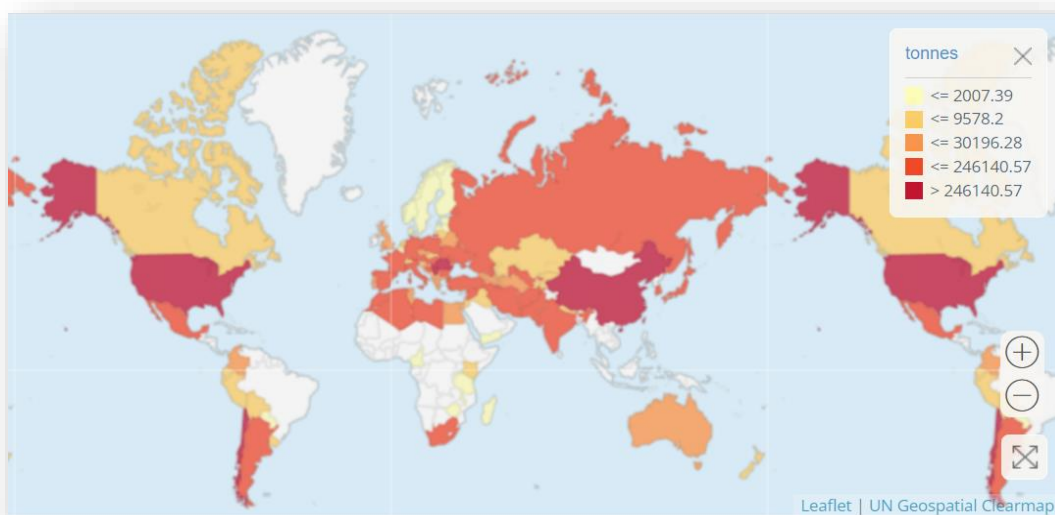 tonnes
<= 2007.39
<= 9578.2
<= 30196.28
<= 246140.57
> 246140.57
Leaflet | UN Geospatial Clearmap